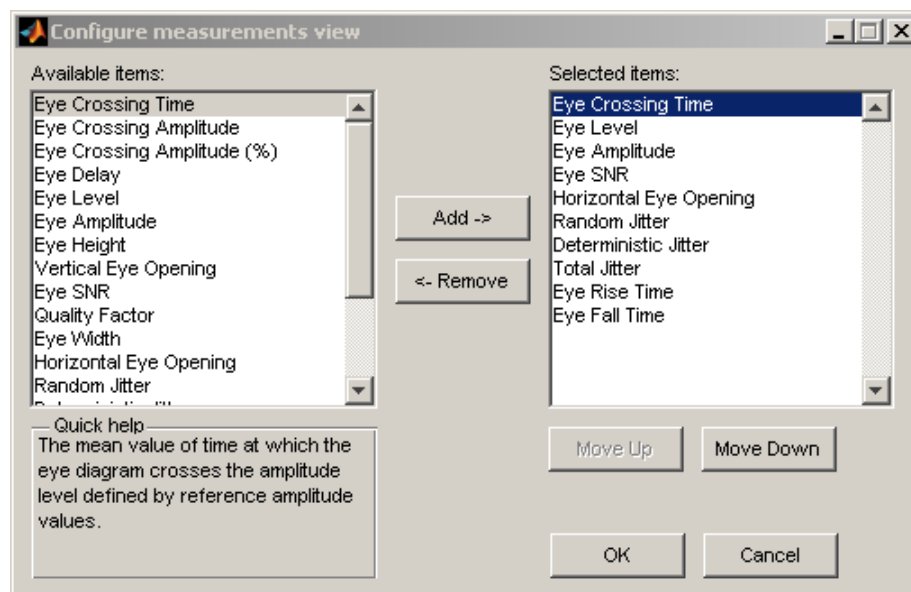 Configure measurements view
Available items:
Eye Crossing Time
Eye Crossing Amplitude
Eye Crossing Amplitude (%)
Eye Delay
Eye Level
Eye Amplitude
Eye Height
Vertical Eye Opening
Eye SNR
Quality Factor
Eye Width
Horizontal Eye Opening
Random Jitter
Add ->
<- Remove
Selected items:
Eye Crossing Time
Eye Level
Eye Amplitude
Eye SNR
Horizontal Eye Opening
Random Jitter
Deterministic Jitter
Total Jitter
Eye Rise Time
Eye Fall Time
Quick help
The mean value of time at which the
eye diagram crosses the amplitude
level defined by reference amplitude
values.
Move Up
Move Down
OK
Cancel